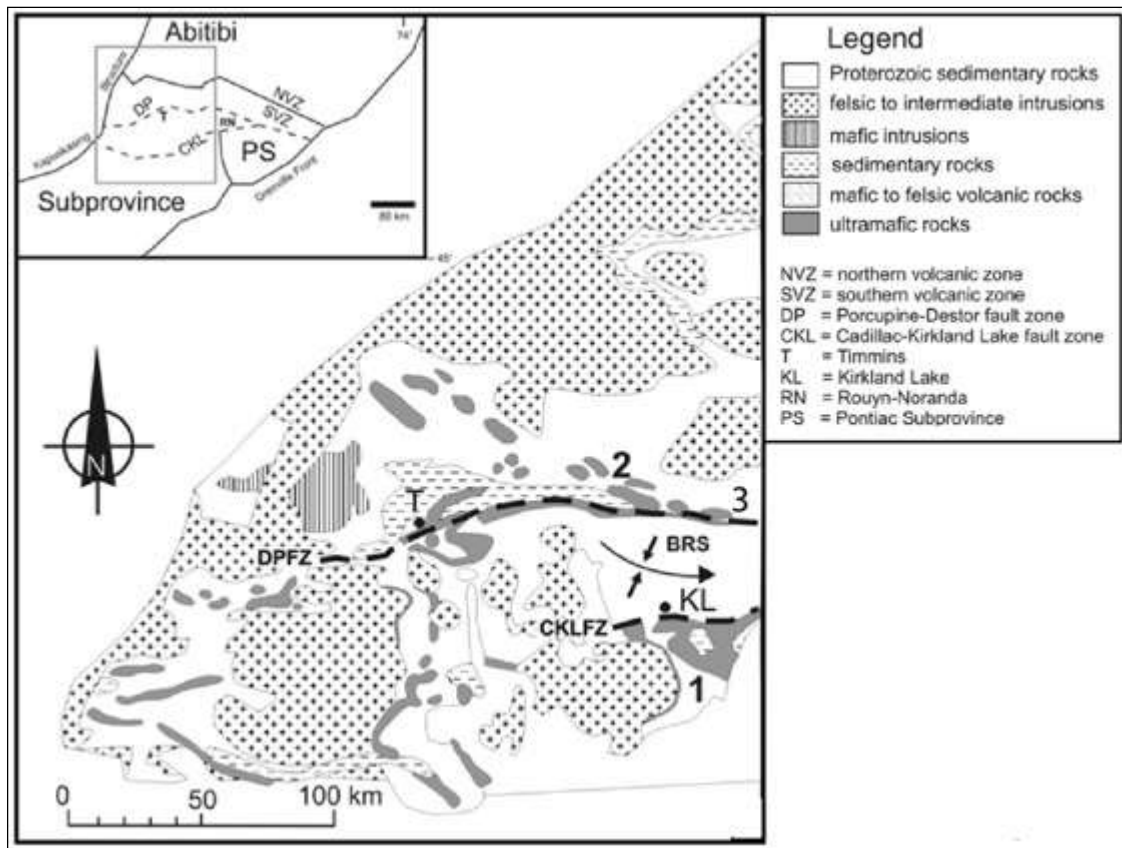 Abitibi
74'
Structure
NVZ
DP
SVZ
T
RN
CKL
PS
Kapuskasing
Grenville Front
Subprovince
80 km
Legend
Proterozoic sedimentary rocks
felsic to intermediate intrusions
mafic intrusions
sedimentary rocks
mafic to felsic volcanic rocks
ultramafic rocks
NVZ = northern volcanic zone
SVZ = southern volcanic zone
DP = Porcupine-Destor fault zone
CKL = Cadillac-Kirkland Lake fault zone
T = Timmins
KL = Kirkland Lake
RN = Rouyn-Noranda
PS = Pontiac Subprovince
N
2
T
3
DPFZ
BRS
KL
CKLFZ
1
0 50 100 km